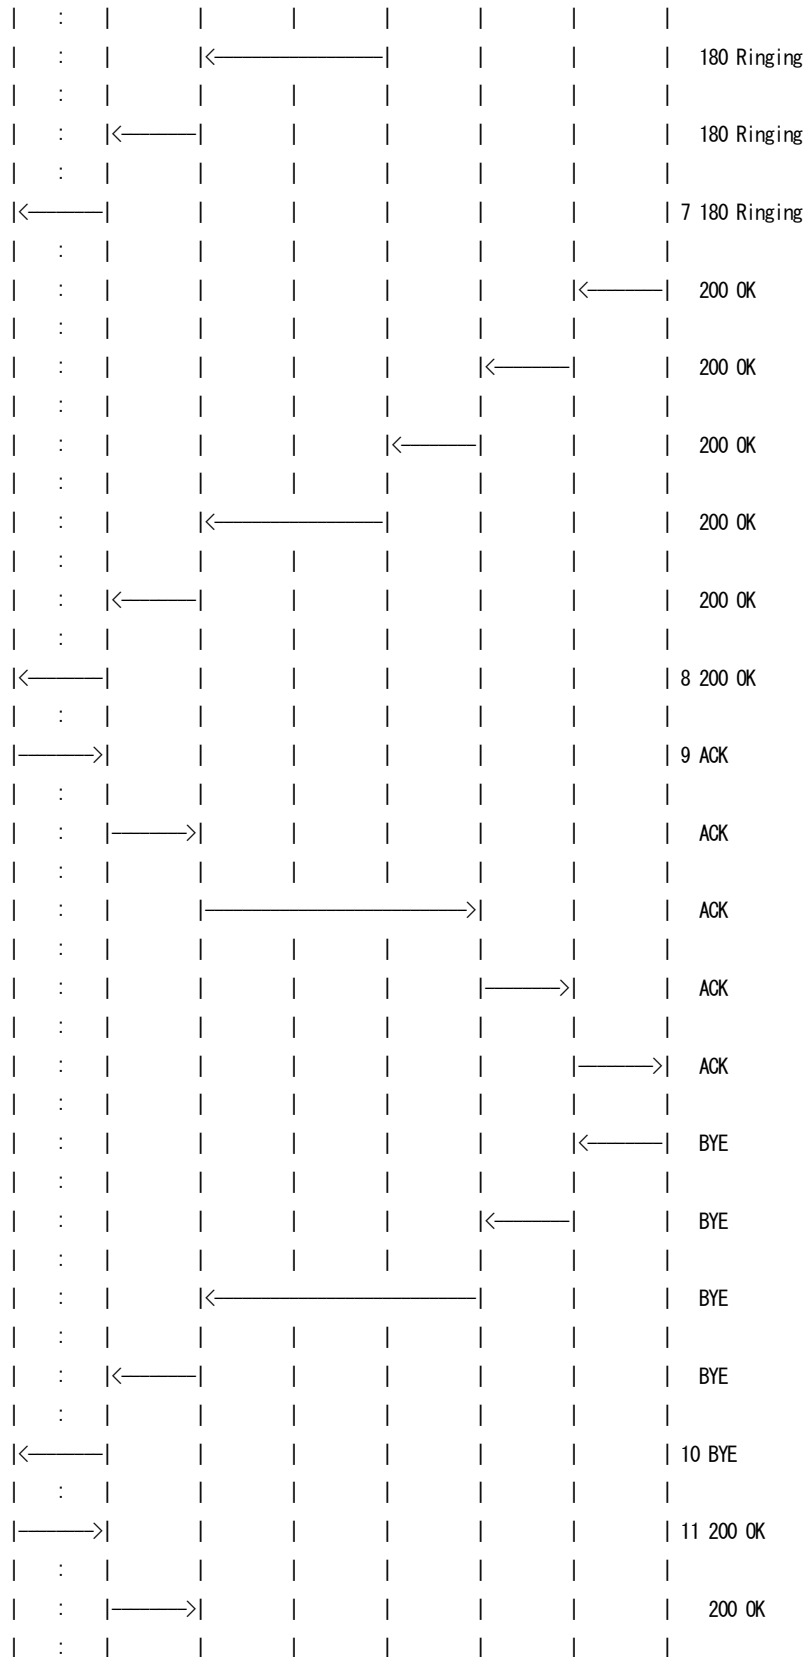 |    :    |         |         |         |         |         |         |
|    :    |         |<------------------|         |         |         |   180 Ringing
|    :    |         |         |         |         |         |         |
|    :    |<--------|         |         |         |         |         |   180 Ringing
|    :    |         |         |         |         |         |         |
|<--------|         |         |         |         |         |         | 7 180 Ringing
|    :    |         |         |         |         |         |         |
|    :    |         |         |         |         |         |<--------|   200 OK
|    :    |         |         |         |         |         |         |
|    :    |         |         |         |         |<--------|         |   200 OK
|    :    |         |         |         |         |         |         |
|    :    |         |         |         |<--------|         |         |   200 OK
|    :    |         |         |         |         |         |         |
|    :    |         |<------------------|         |         |         |   200 OK
|    :    |         |         |         |         |         |         |
|    :    |<--------|         |         |         |         |         |   200 OK
|    :    |         |         |         |         |         |         |
|<--------|         |         |         |         |         |         | 8 200 OK
|    :    |         |         |         |         |         |         |
|-------->|         |         |         |         |         |         | 9 ACK
|    :    |         |         |         |         |         |         |
|    :    |-------->|         |         |         |         |         |   ACK
|    :    |         |         |         |         |         |         |
|    :    |         |---------------------------->|         |         |   ACK
|    :    |         |         |         |         |         |         |
|    :    |         |         |         |         |-------->|         |   ACK
|    :    |         |         |         |         |         |         |
|    :    |         |         |         |         |         |-------->|   ACK
|    :    |         |         |         |         |         |         |
|    :    |         |         |         |         |         |<--------|   BYE
|    :    |         |         |         |         |         |         |
|    :    |         |         |         |         |<--------|         |   BYE
|    :    |         |         |         |         |         |         |
|    :    |         |<----------------------------|         |         |   BYE
|    :    |         |         |         |         |         |         |
|    :    |<--------|         |         |         |         |         |   BYE
|    :    |         |         |         |         |         |         |
|<--------|         |         |         |         |         |         | 10 BYE
|    :    |         |         |         |         |         |         |
|-------->|         |         |         |         |         |         | 11 200 OK
|    :    |         |         |         |         |         |         |
|    :    |-------->|         |         |         |         |         |    200 OK
|    :    |         |         |         |         |         |         |